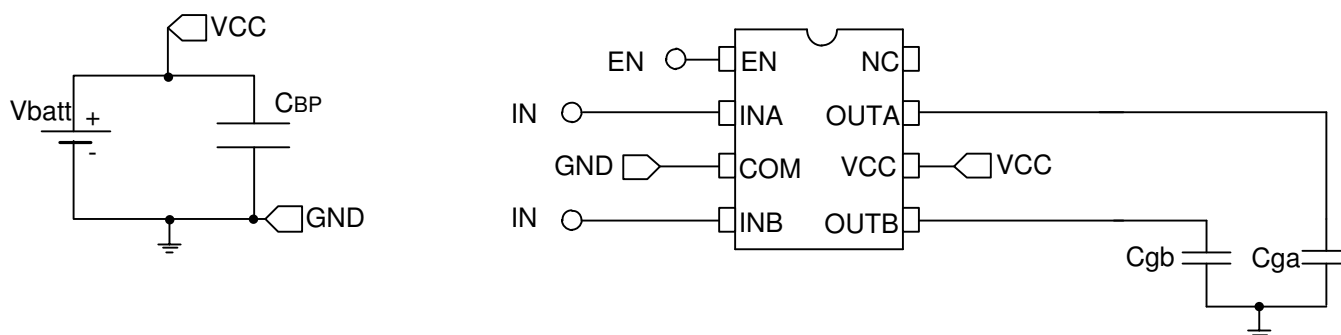 VCC
Vbatt
+
-
CBP
GND
EN
EN
NC
IN
INA
OUTA
GND
COM
VCC
VCC
IN
INB
OUTB
Cgb
Cga